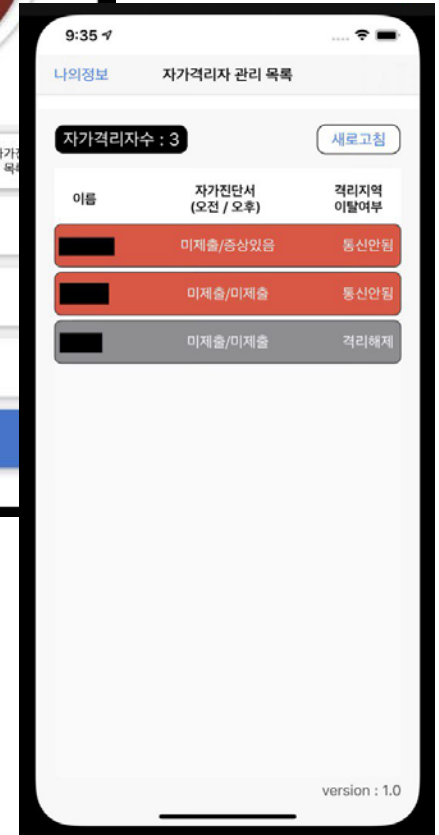 9:35
나의정보 자가격리자 관리 목록
자가격리자수 : 3 새로고침
이름 자가진단서 격리지역
(오전 / 오후) 이탈여부
미제출/증상있음 통신안됨
미제출/미제출 통신안됨
미제출/미제출 격리해제
version : 1.0